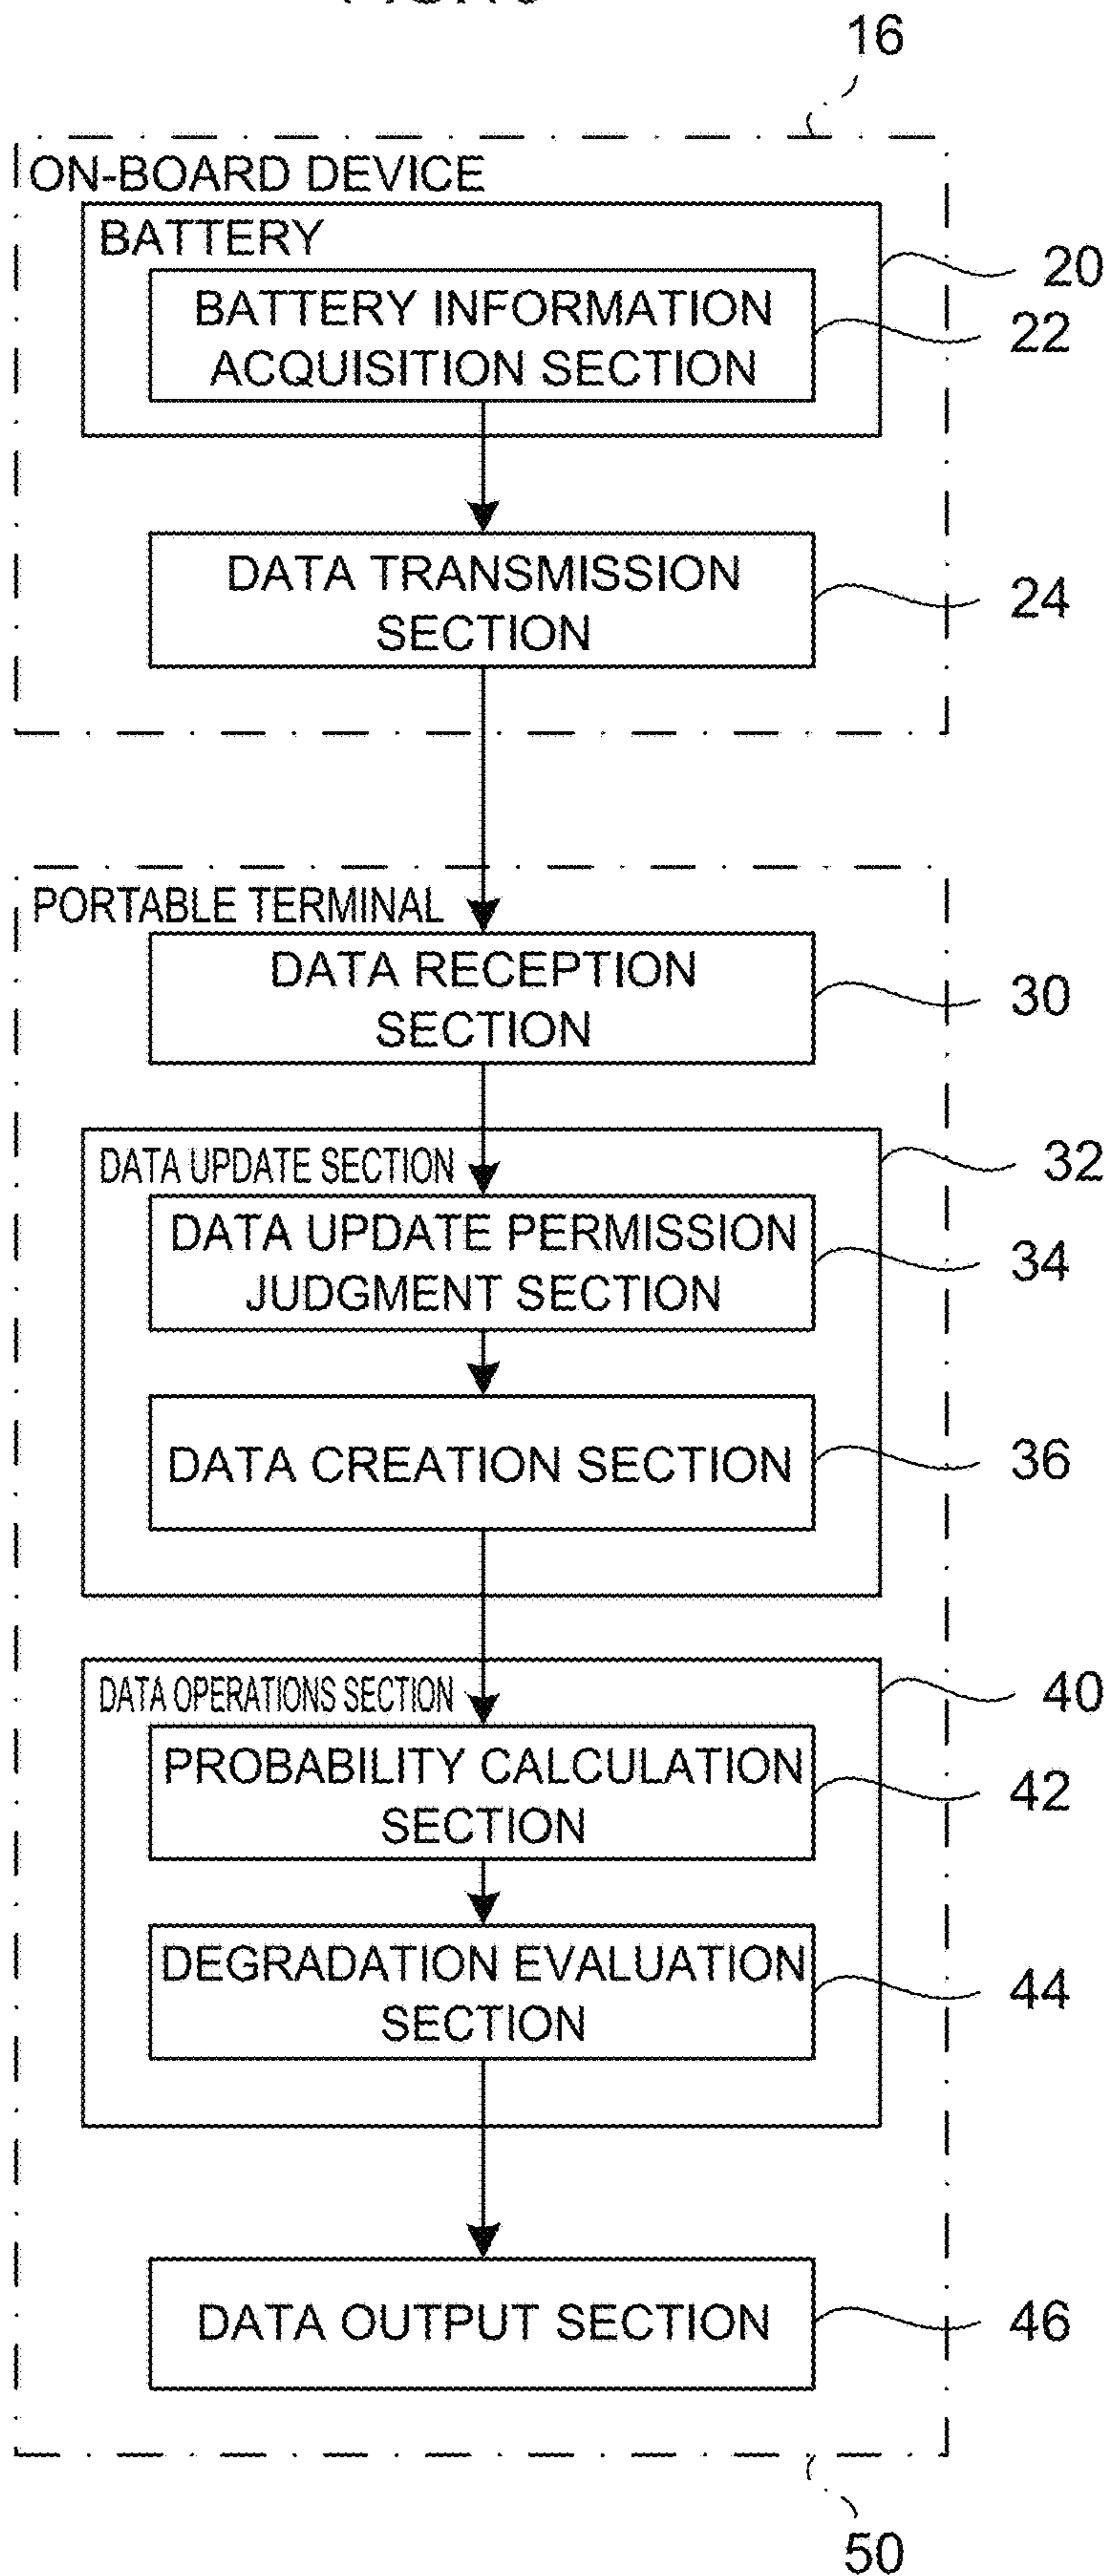 16
ON-BOARD DEVICE
BATTERY
20
BATTERY INFORMATION
ACQUISITION SECTION
22
DATA TRANSMISSION
SECTION
24
PORTABLE TERMINAL
DATA RECEPTION
SECTION
30
DATA UPDATE SECTION
32
DATA UPDATE PERMISSION
JUDGMENT SECTION
34
DATA CREATION SECTION
36
DATA OPERATIONS SECTION
40
PROBABILITY CALCULATION
SECTION
42
DEGRADATION EVALUATION
SECTION
44
DATA OUTPUT SECTION
46
50